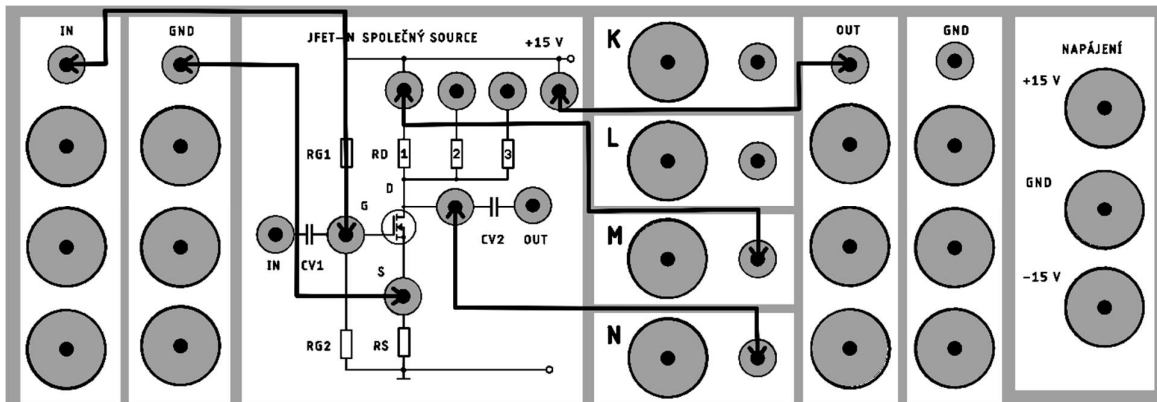 IN
GND
JFET-N SPOLEČNÝ SOURCE
+15 V
K
OUT
GND
NAPÁJENÍ
+15 V
L
RG1
RD
1
2
3
D
G
GND
M
IN
CV1
CV2
OUT
S
-15 V
N
RG2
RS